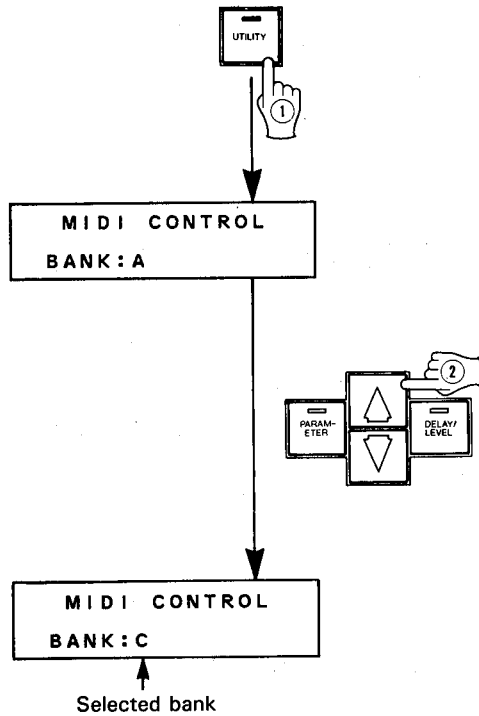 UTILITY
①
MIDI CONTROL
BANK:A
②
PARAM-
ETER
DELAY/
LEVEL
MIDI CONTROL
BANK:C
Selected bank